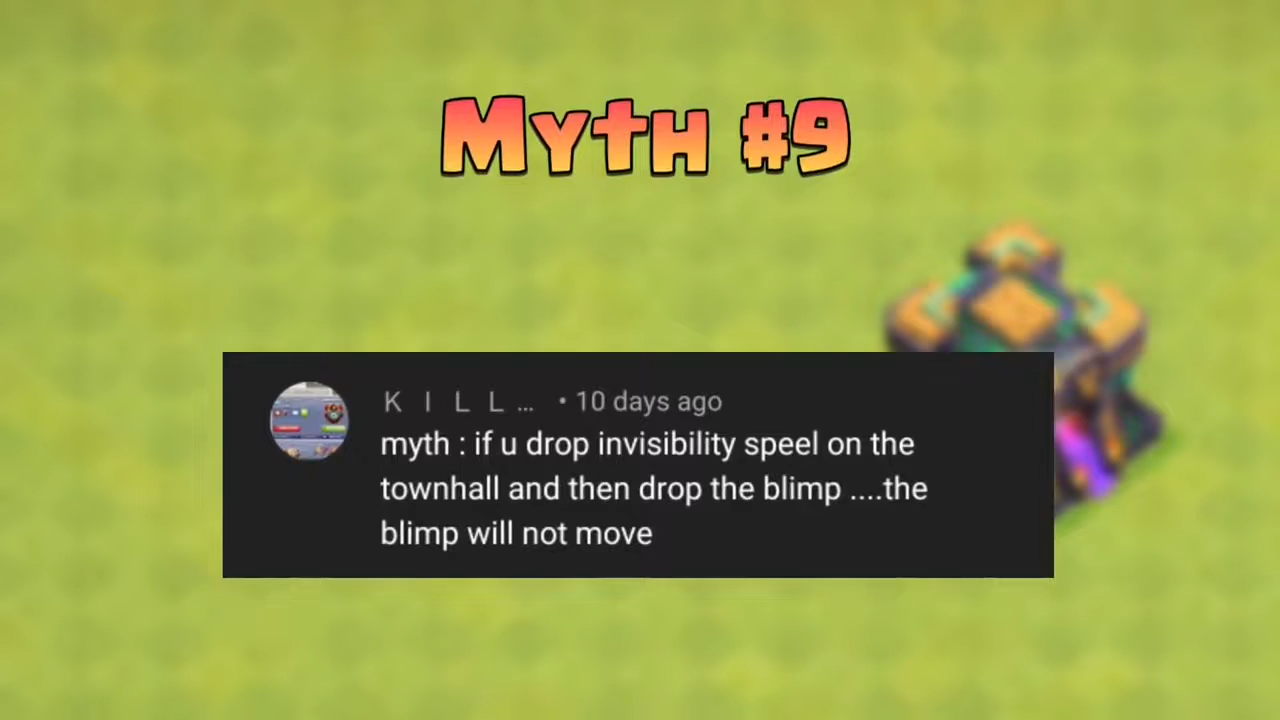 Myth #9
K I L L... • 10 days ago
myth : if u drop invisibility speel on the
townhall and then drop the blimp ....the
blimp will not move